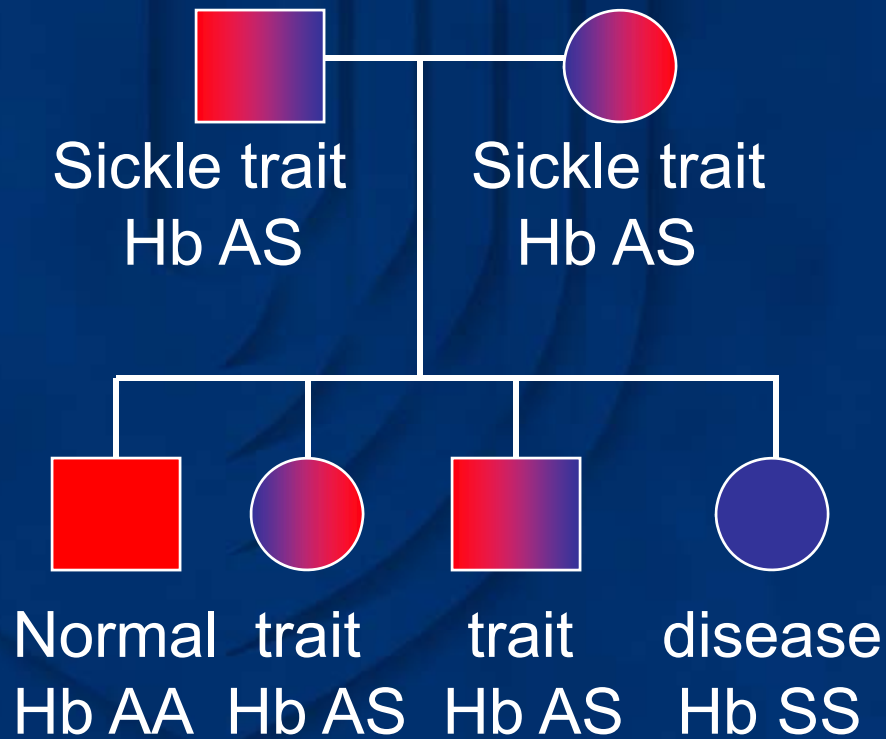 Sickle trait Sickle trait
Hb AS Hb AS
Normal trait trait disease
Hb AA Hb AS Hb AS Hb SS